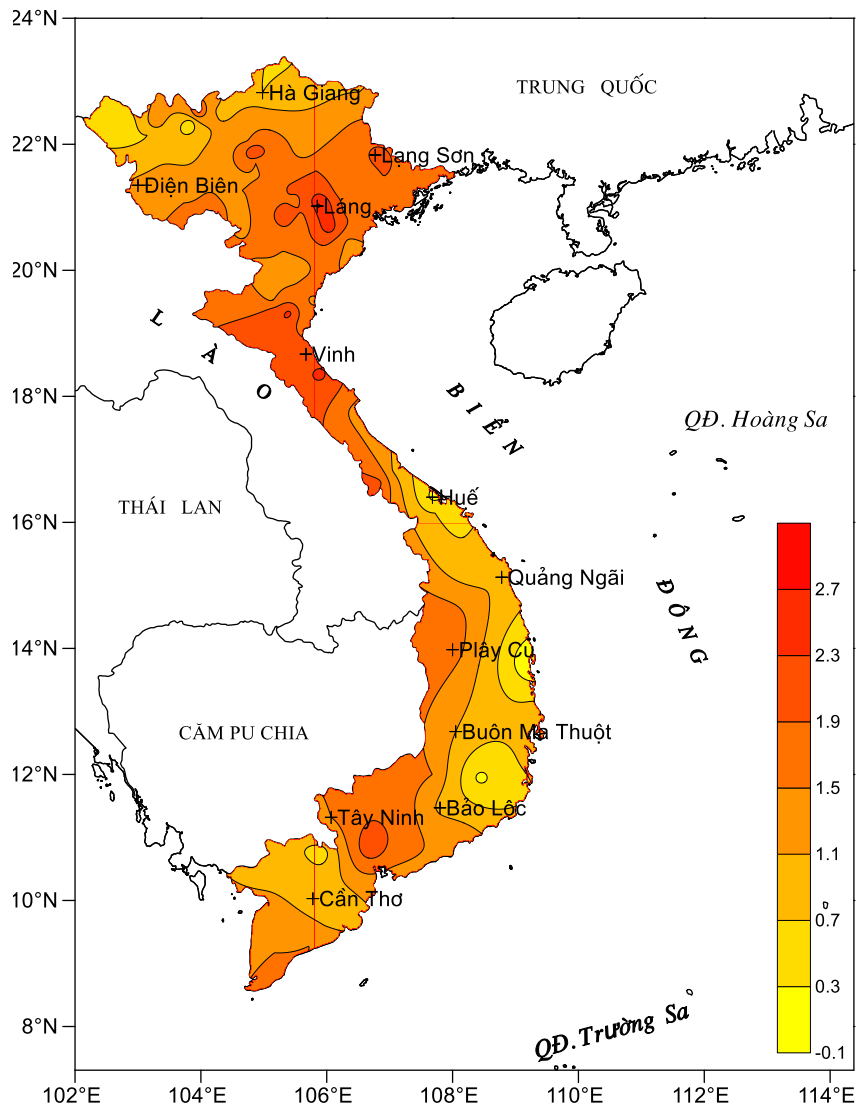 24°N
TRUNG QUỐC
Hà Giang
22°N
Lạng Sơn
Điện Biên
Láng
20°N
LÀO
Vinh
18°N
BIỂN
QĐ. Hoàng Sa
THÁI LAN
Huế
16°N
Quảng Ngãi
ĐÔNG
2.7
14°N
Plây Cu
2.3
CĂM PU CHIA
Buôn Ma Thuột
1.9
12°N
1.5
Bảo Lộc
Tây Ninh
1.1
10°N
Cần Thơ
0.7
0.3
8°N
QĐ. Trường Sa
-0.1
102°E 104°E 106°E 108°E 110°E 112°E 114°E